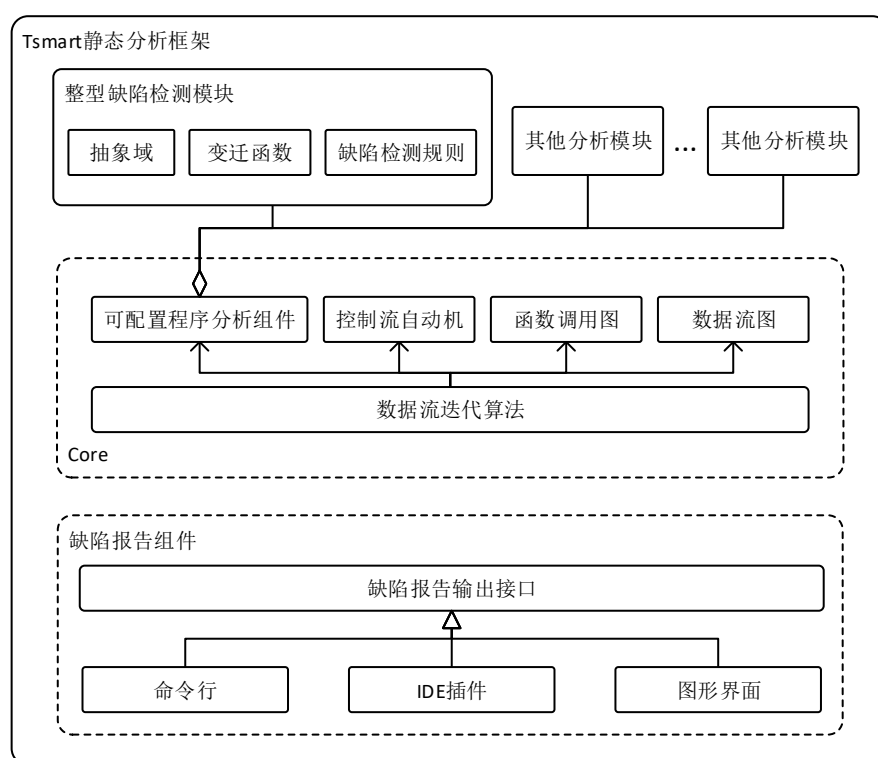 Tsmart静态分析框架
整型缺陷检测模块
抽象域
变迁函数
缺陷检测规则
其他分析模块
...
其他分析模块
可配置程序分析组件
控制流自动机
函数调用图
数据流图
数据流迭代算法
Core
缺陷报告组件
缺陷报告输出接口
命令行
IDE插件
图形界面